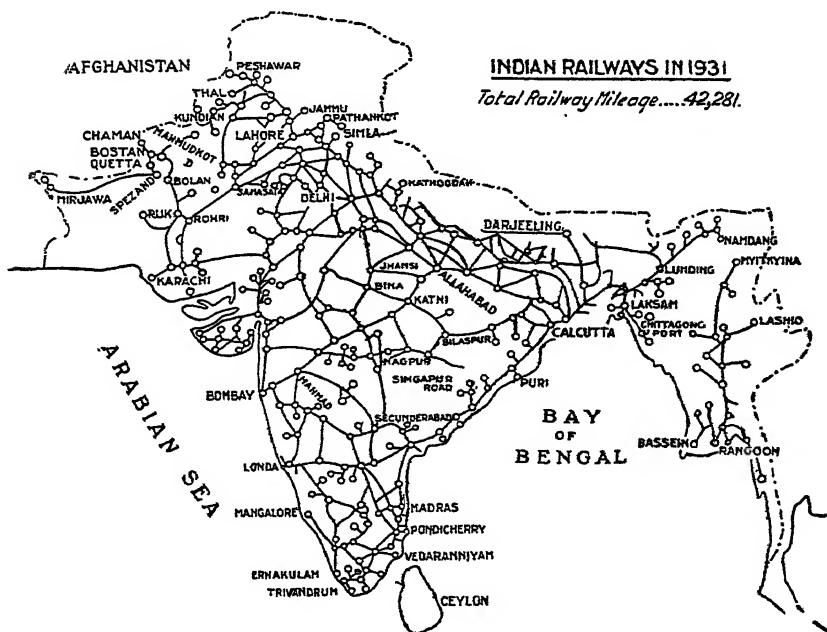 INDIAN RAILWAYS IN 1931
Total Railway Mileage.....42,281.
AFGHANISTAN
PESHAWAR
THAL
KUNDIAN
JAMMU
PATHANKOT
SIMLA
LAHORE
CHAMAN
MAHMUDKOT
BOSTAN
QUETTA
BOLAN
SPEZAND
MIRJAWA
SAMASATA
DELHI
KATHGODAM
RUK
ROHRI
DARJEELING
NAMDANG
LUNDING
MYITKYINA
KARACHI
JHANSI
BINA
ALLAHABAD
KATNI
LAKSAM
CHITTAGONG
PORT
LASHIO
CALCUTTA
BILASPUR
NAGPUR
SINGAPUR
ROAD
PURI
ARABIAN SEA
BOMBAY
MANMAD
SECUNDERABAD
BAY
OF
BENGAL
BASSEIN
RANGOON
LONDA
MANGALORE
MADRAS
PONDICHERRY
VEDARANNIYAM
ERNAKULAM
TRIVANDRUM
CEYLON